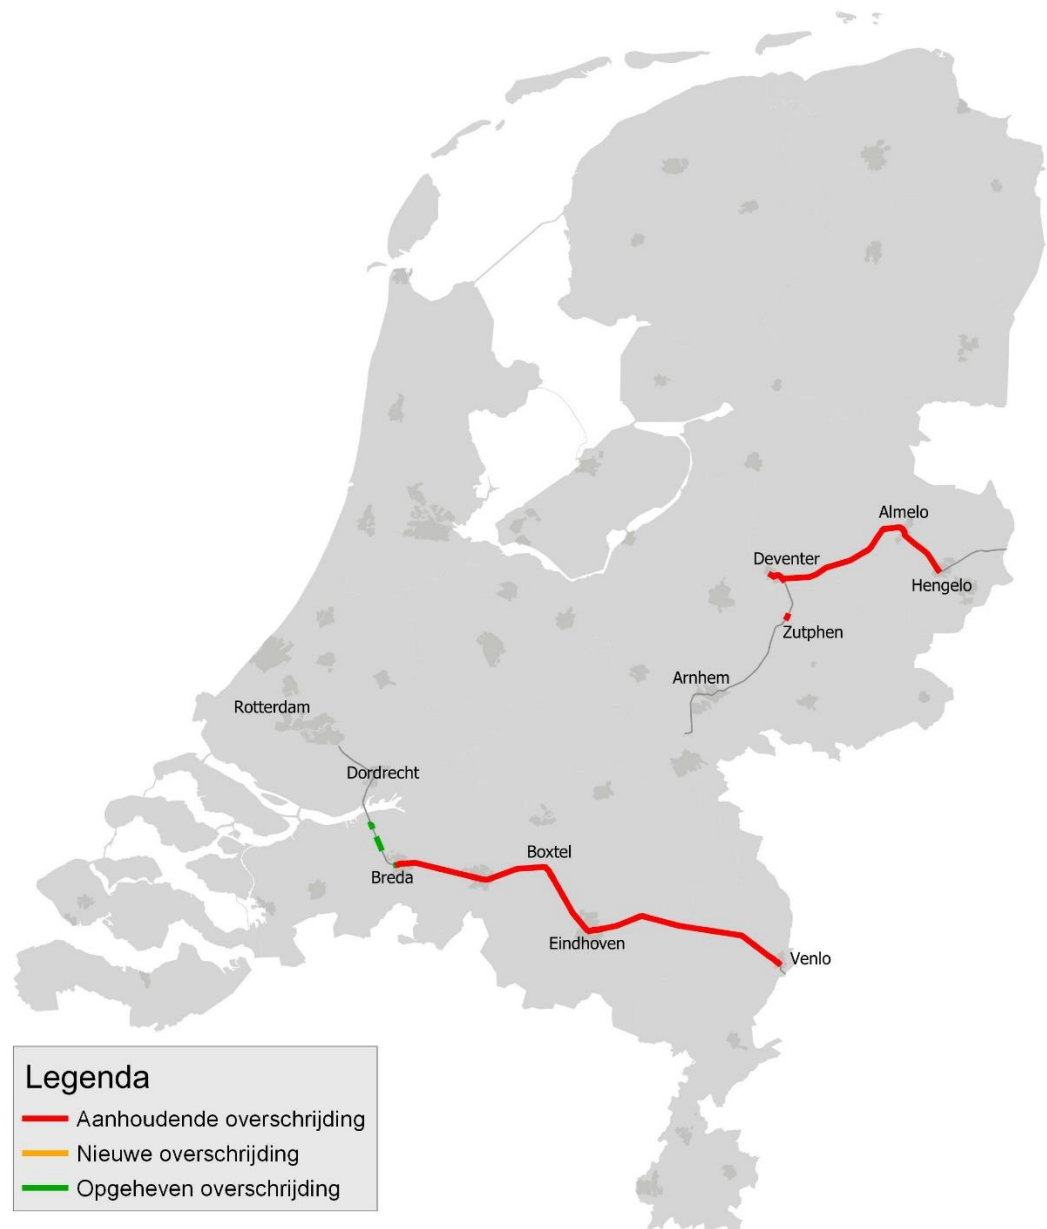 Almelo
Deventer
Hengelo
Zutphen
Arnhem
Rotterdam
Dordrecht
Boxtel
Breda
Eindhoven
Venlo
Legenda
Aanhoudende overschrijding
Nieuwe overschrijding
Opgeheven overschrijding